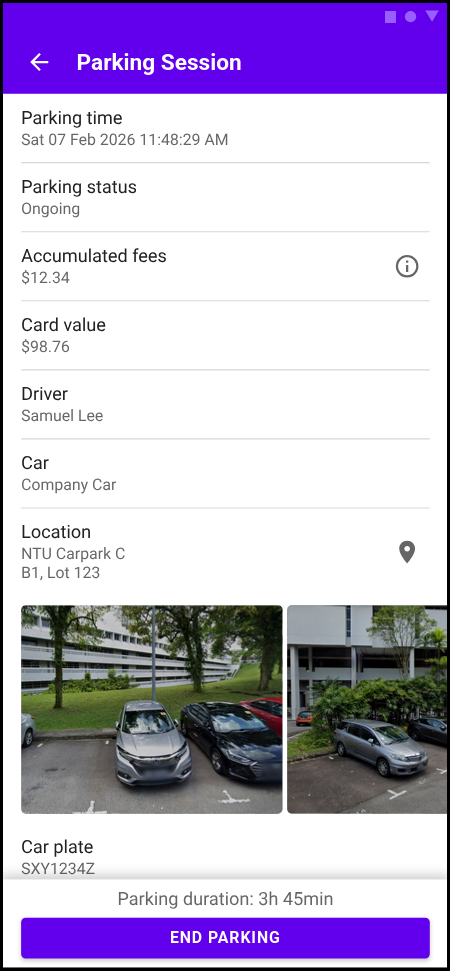 Parking Session
Parking time
Sat 07 Feb 2026 11:48:29 AM
Parking status
Ongoing
Accumulated fees
$12.34
Card value
$98.76
Driver
Samuel Lee
Car
Company Car
Location
NTU Carpark C
B1, Lot 123
Car plate
SXY1234Z
Parking duration: 3h 45min
END PARKING